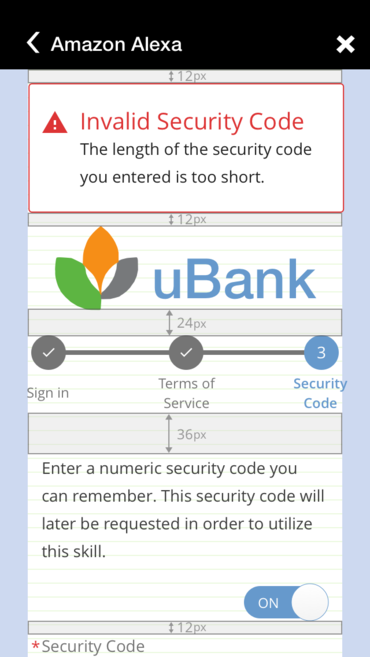 Amazon Alexa
12px
Invalid Security Code
The length of the security code
you entered is too short.
12px
uBank
24px
3
Sign in
Terms of
Service
Security
Code
36px
Enter a numeric security code you
can remember. This security code will
later be requested in order to utilize
this skill.
ON
12px
*Security Code